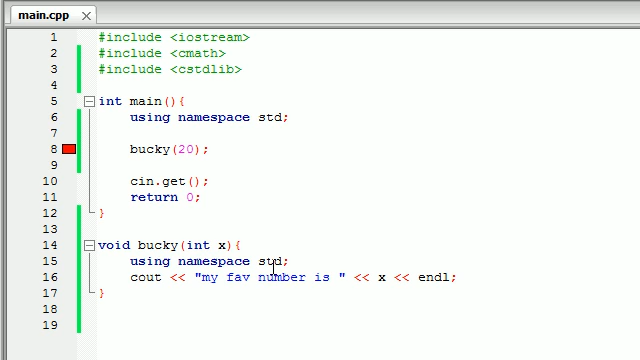 main.cpp
1 #include <iostream>
2 #include <cmath>
3 #include <cstdlib>
4
5 int main(){
6 using namespace std;
7
8 bucky(20);
9
10 cin.get();
11 return 0;
12 }
13
14 void bucky(int x){
15 using namespace std;
16 cout << "my fav number is " << x << endl;
17 }
18
19